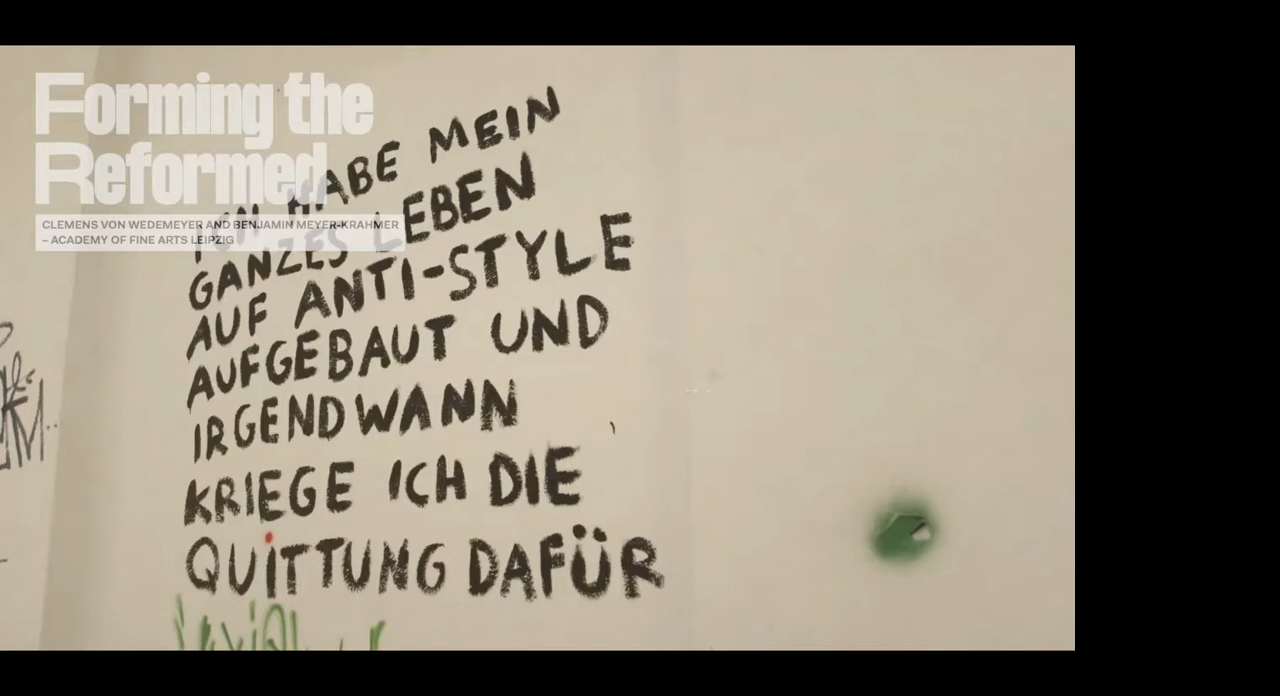 Forming the
Reformed
CLEMENS VON WEDEMEYER AND BENJAMIN MEYER-KRAHMER
– ACADEMY OF FINE ARTS LEIPZIG
ICH HABE MEIN
GANZES LEBEN
AUF ANTI-STYLE
AUFGEBAUT UND
IRGENDWANN
KRIEGE ICH DIE
QUITTUNG DAFÜR